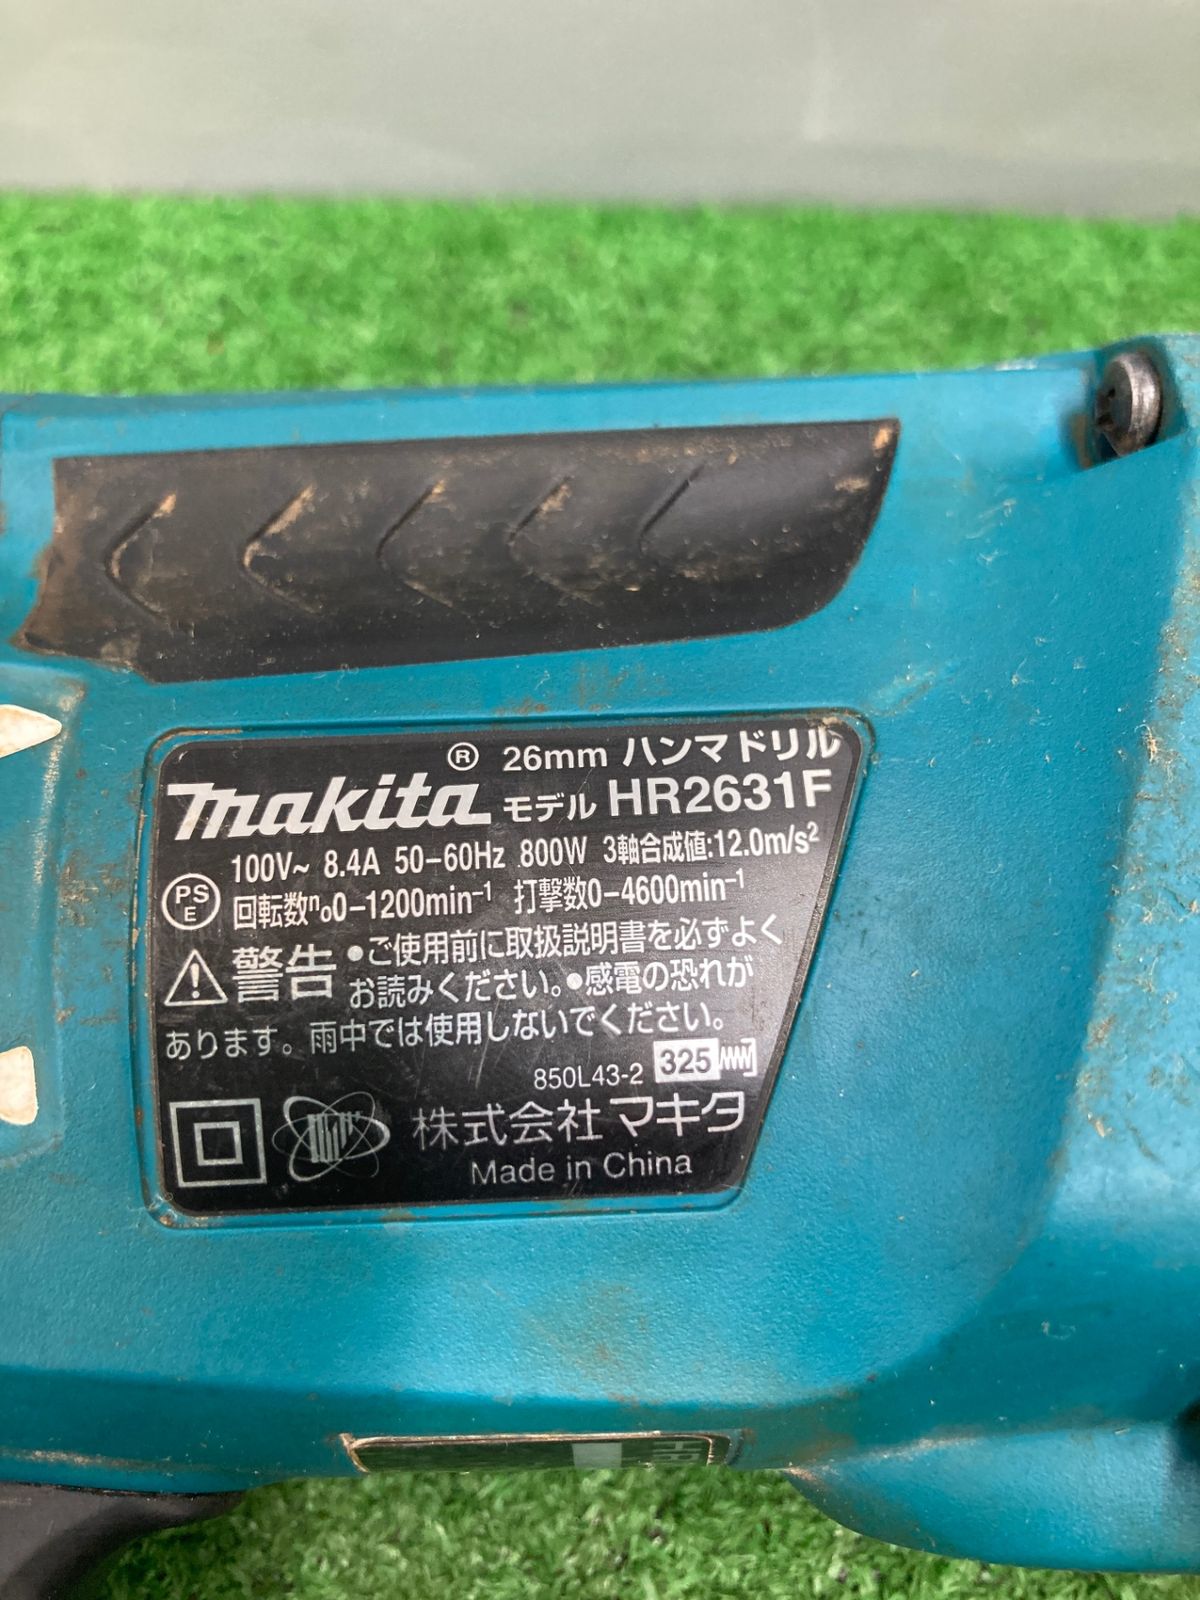 ® 26mm ハンマドリル
makita モデル HR2631F
100V~ 8.4A 50-60Hz 800W 3軸合成値:12.0m/s²
PSE 回転数n₀0-1200min⁻¹ 打撃数0-4600min⁻¹
警告 •ご使用前に取扱説明書を必ずよく
お読みください。•感電の恐れが
あります。雨中では使用しないでください。
850L43-2 325
株式会社マキタ
Made in China